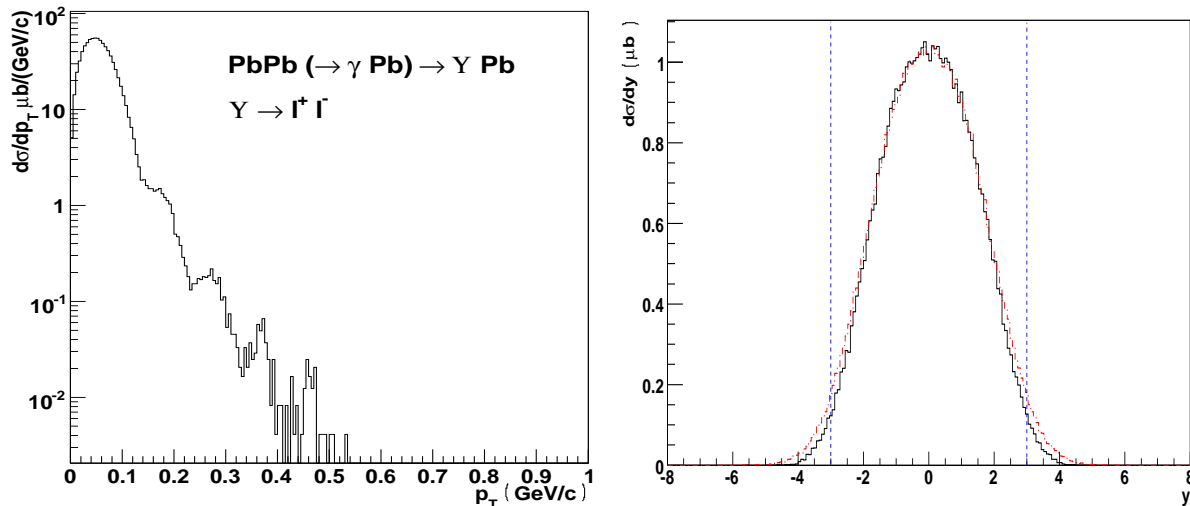 dσ/dp_T μb/(GeV/c)
10²
10
1
10⁻¹
10⁻²
PbPb (→ γ Pb) → Υ Pb
Υ → l⁺ l⁻
0 0.1 0.2 0.3 0.4 0.5 0.6 0.7 0.8 0.9 1
p_T (GeV/c)
dσ/dy (μb)
1
0.8
0.6
0.4
0.2
0
-8 -6 -4 -2 0 2 4 6 8
y